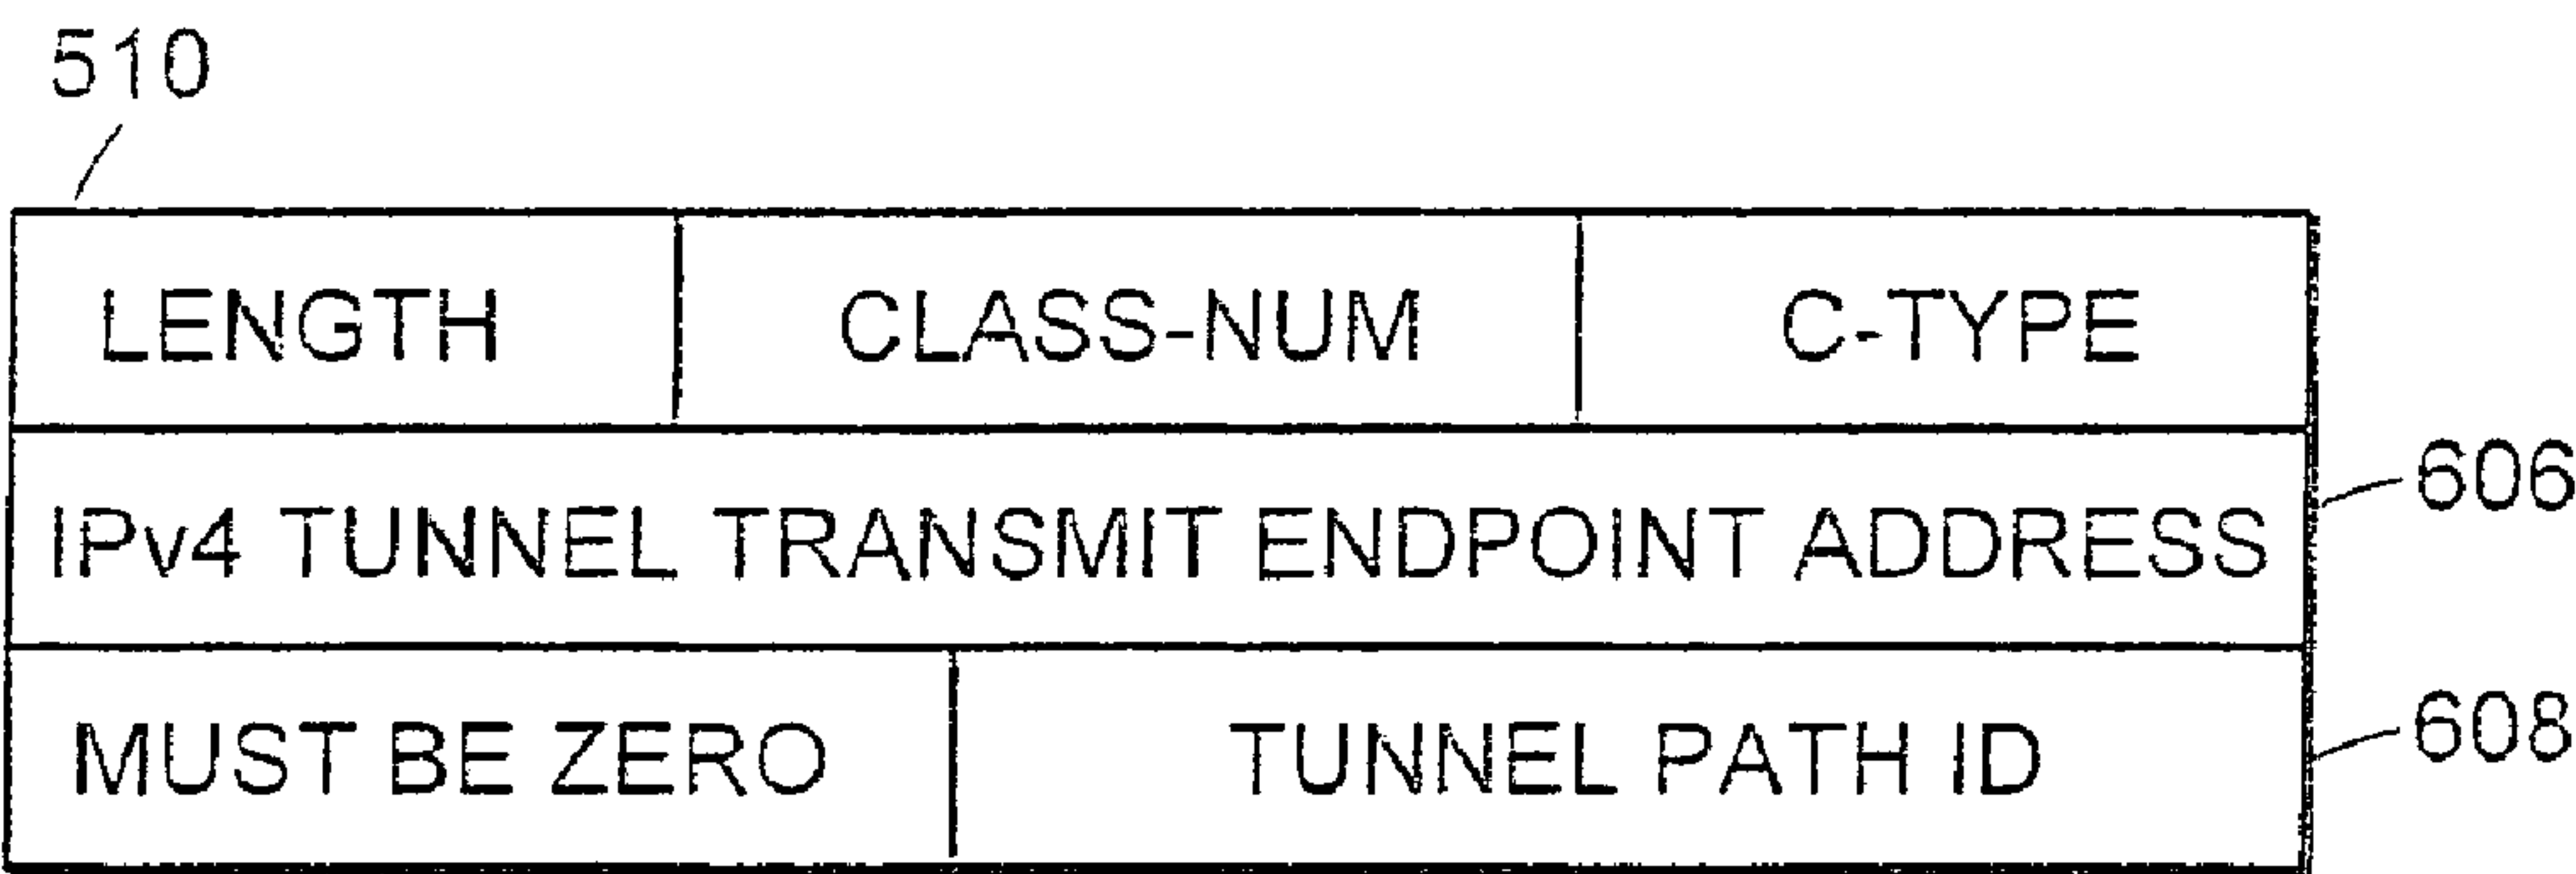 510
LENGTH CLASS-NUM C-TYPE
IPv4 TUNNEL TRANSMIT ENDPOINT ADDRESS 606
MUST BE ZERO TUNNEL PATH ID 608